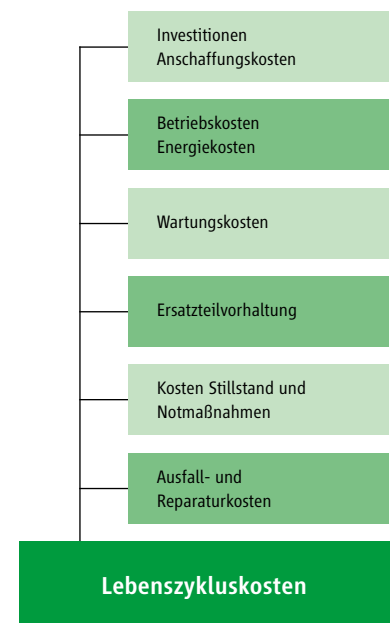 Investitionen
Anschaffungskosten
Betriebskosten
Energiekosten
Wartungskosten
Ersatzteilvorhaltung
Kosten Stillstand und
Notmaßnahmen
Ausfall- und
Reparaturkosten
Lebenszykluskosten